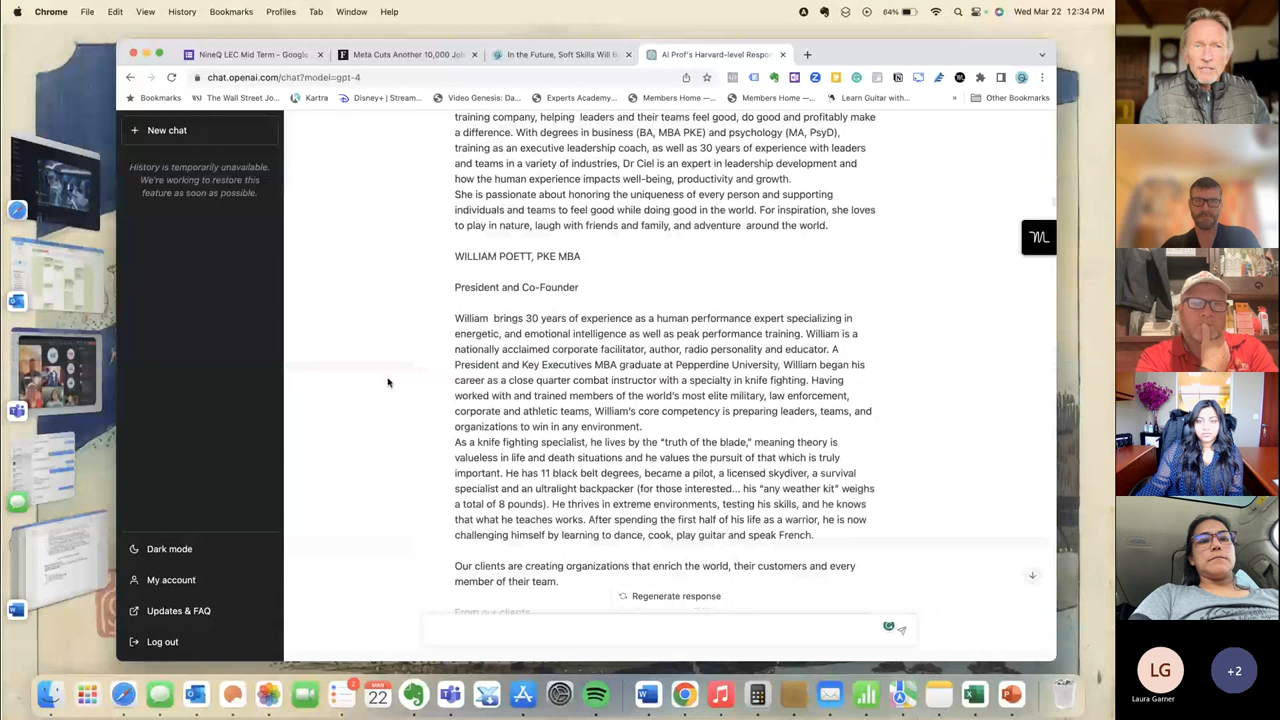 Chrome File Edit View History Bookmarks Profiles Tab Window Help
64% Wed Mar 22 12:34 PM
NineQ LEC Mid Term – Google
Meta Cuts Another 10,000 Job
In the Future, Soft Skills Will B
AI Prof's Harvard-level Respo
chat.openai.com/chat?model=gpt-4
Bookmarks
The Wall Street Jo...
Kartra
Disney+ | Stream...
Video Genesis: Da...
Experts Academy...
Members Home —...
Members Home —...
Learn Guitar with...
»
Other Bookmarks
+ New chat
History is temporarily unavailable.
We're working to restore this
feature as soon as possible.
training company, helping leaders and their teams feel good, do good and profitably make
a difference. With degrees in business (BA, MBA PKE) and psychology (MA, PsyD),
training as an executive leadership coach, as well as 30 years of experience with leaders
and teams in a variety of industries, Dr Ciel is an expert in leadership development and
how the human experience impacts well-being, productivity and growth.
She is passionate about honoring the uniqueness of every person and supporting
individuals and teams to feel good while doing good in the world. For inspiration, she loves
to play in nature, laugh with friends and family, and adventure around the world.
WILLIAM POETT, PKE MBA
President and Co-Founder
William brings 30 years of experience as a human performance expert specializing in
energetic, and emotional intelligence as well as peak performance training. William is a
nationally acclaimed corporate facilitator, author, radio personality and educator. A
President and Key Executives MBA graduate at Pepperdine University, William began his
career as a close quarter combat instructor with a specialty in knife fighting. Having
worked with and trained members of the world's most elite military, law enforcement,
corporate and athletic teams, William's core competency is preparing leaders, teams, and
organizations to win in any environment.
As a knife fighting specialist, he lives by the “truth of the blade,” meaning theory is
valueless in life and death situations and he values the pursuit of that which is truly
important. He has 11 black belt degrees, became a pilot, a licensed skydiver, a survival
specialist and an ultralight backpacker (for those interested... his “any weather kit” weighs
a total of 8 pounds). He thrives in extreme environments, testing his skills, and he knows
that what he teaches works. After spending the first half of his life as a warrior, he is now
challenging himself by learning to dance, cook, play guitar and speak French.
Our clients are creating organizations that enrich the world, their customers and every
member of their team.
From our clients
Regenerate response
Dark mode
My account
Updates & FAQ
Log out
MAR
22
2
LG
Laura Garner
+2